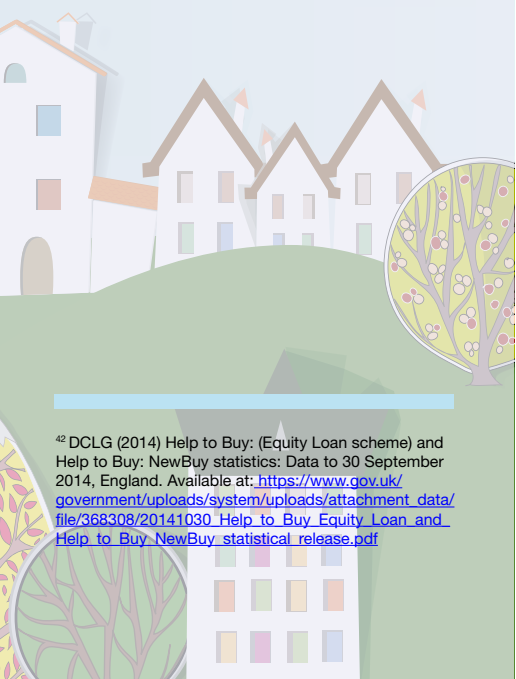 42 DCLG (2014) Help to Buy: (Equity Loan scheme) and
Help to Buy: NewBuy statistics: Data to 30 September
2014, England. Available at: https://www.gov.uk/
government/uploads/system/uploads/attachment_data/
file/368308/20141030_Help_to_Buy_Equity_Loan_and_
Help_to_Buy_NewBuy_statistical_release.pdf